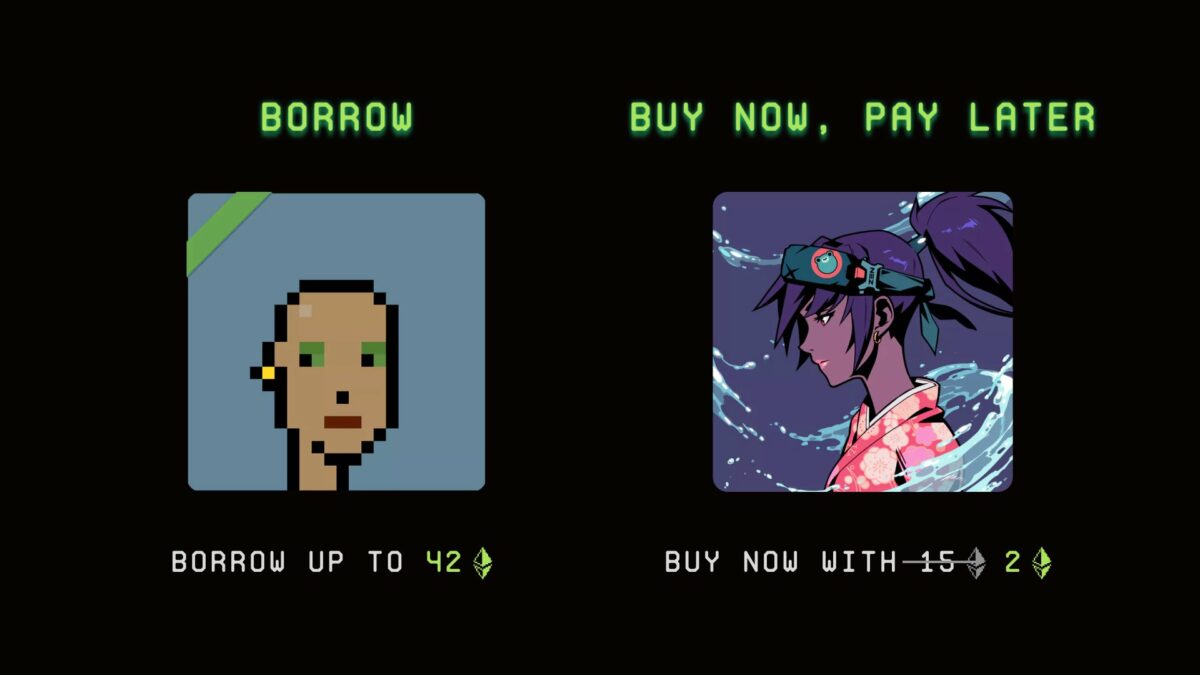 BORROW
BUY NOW, PAY LATER
BORROW UP TO 42
BUY NOW WITH 15 2